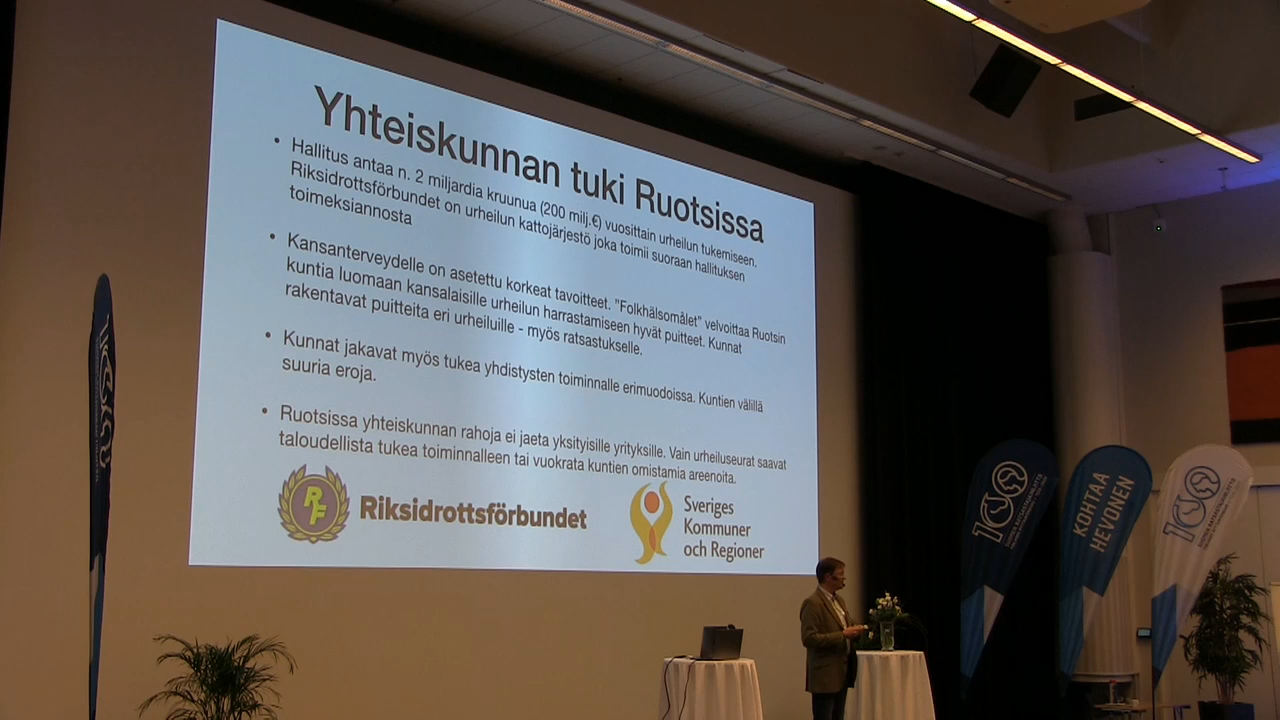 Yhteiskunnan tuki Ruotsissa
• Hallitus antaa n. 2 miljardia kruunua (200 milj.€) vuosittain urheilun tukemiseen.
Riksidrottsförbundet on urheilun kattojärjestö joka toimii suoraan hallituksen
toimeksiannosta
• Kansanterveydelle on asetettu korkeat tavoitteet. "Folkhälsomålet" velvoittaa Ruotsin
kuntia luomaan kansalaisille urheilun harrastamiseen hyvät puitteet. Kunnat
rakentavat puitteita eri urheiluille - myös ratsastukselle.
• Kunnat jakavat myös tukea yhdistysten toiminnalle erimuodoissa. Kuntien välillä
suuria eroja.
• Ruotsissa yhteiskunnan rahoja ei jaeta yksityisille yrityksille. Vain urheiluseurat saavat
taloudellista tukea toiminnalleen tai vuokrata kuntien omistamia areenoita.
RF
Riksidrottsförbundet
Sveriges
Kommuner
och Regioner
100
KOHTAA
HEVONEN
100